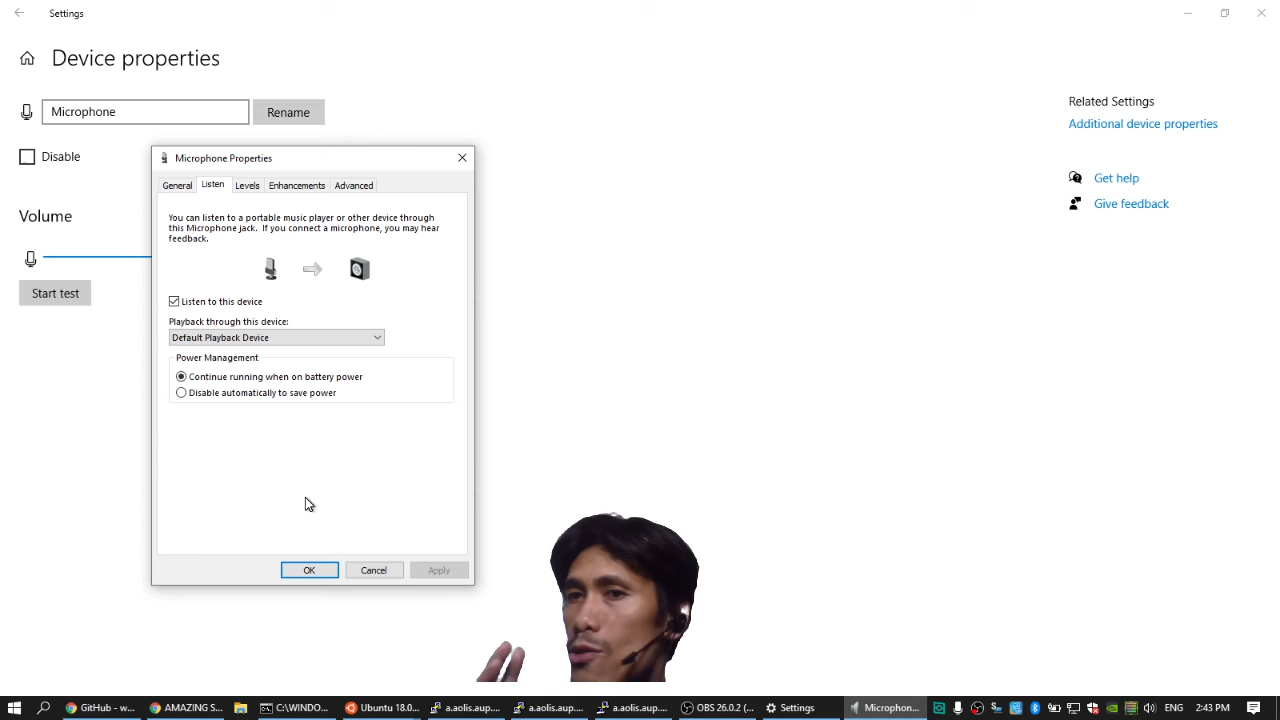 Settings
Device properties
Microphone
Rename
Disable
Volume
Start test
Related Settings
Additional device properties
Get help
Give feedback
Microphone Properties
General Listen Levels Enhancements Advanced
You can listen to a portable music player or other device through
this Microphone jack. If you connect a microphone, you may hear
feedback.
Listen to this device
Playback through this device:
Default Playback Device
Power Management
Continue running when on battery power
Disable automatically to save power
OK Cancel Apply
GitHub - w... AMAZING S... C:\WINDO... Ubuntu 18.0... a.aolis.aup.... a.aolis.aup.... a.aolis.aup.... OBS 26.0.2 (... Settings Microphon... ENG 2:43 PM